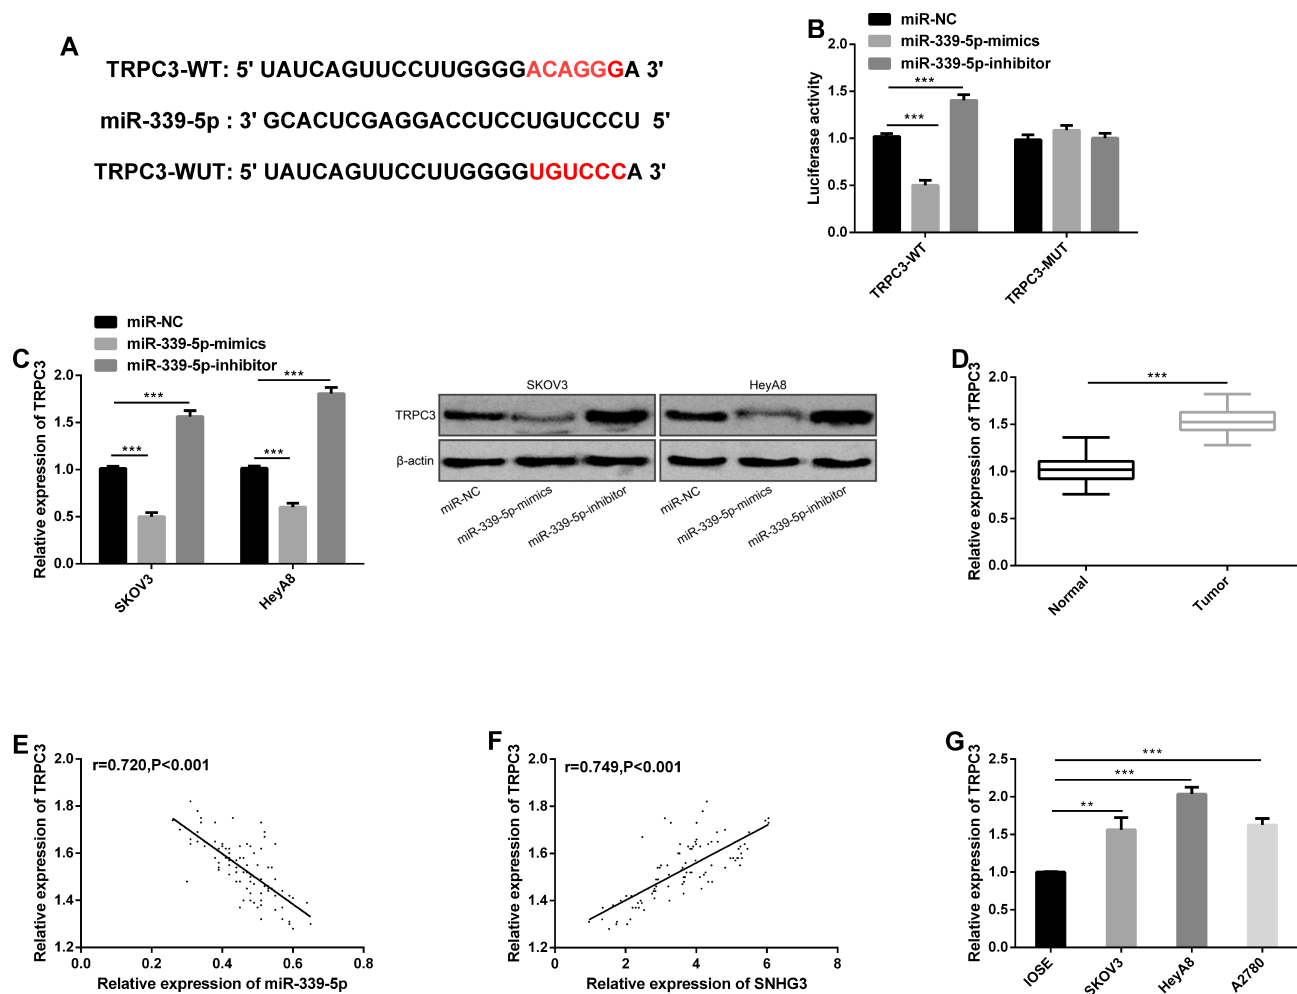 A
TRPC3-WT: 5' UAUCAGUUCCUUGGGGACAGGGA 3'
miR-339-5p : 3' GCACUCGAGGACCUCCUGUCCCU 5'
TRPC3-WUT: 5' UAUCAGUUCCUUGGGGUGUCCCA 3'
B
miR-NC
miR-339-5p-mimics
miR-339-5p-inhibitor
Luciferase activity
2.0
1.5
1.0
0.5
0.0
***
***
TRPC3-WT
TRPC3-MUT
C
miR-NC
miR-339-5p-mimics
miR-339-5p-inhibitor
Relative expression of TRPC3
2.0
1.5
1.0
0.5
0.0
***
***
***
***
SKOV3
HeyA8
SKOV3
HeyA8
TRPC3
β-actin
miR-NC
miR-339-5p-mimics
miR-339-5p-inhibitor
miR-NC
miR-339-5p-mimics
miR-339-5p-inhibitor
D
Relative expression of TRPC3
2.0
1.5
1.0
0.5
0.0
***
Normal
Tumor
E
Relative expression of TRPC3
2.0
1.8
1.6
1.4
1.2
r=0.720,P<0.001
0.0
0.2
0.4
0.6
0.8
Relative expression of miR-339-5p
F
Relative expression of TRPC3
2.0
1.8
1.6
1.4
1.2
r=0.749,P<0.001
0
2
4
6
8
Relative expression of SNHG3
G
Relative expression of TRPC3
2.5
2.0
1.5
1.0
0.5
0.0
***
***
**
IOSE
SKOV3
HeyA8
A2780